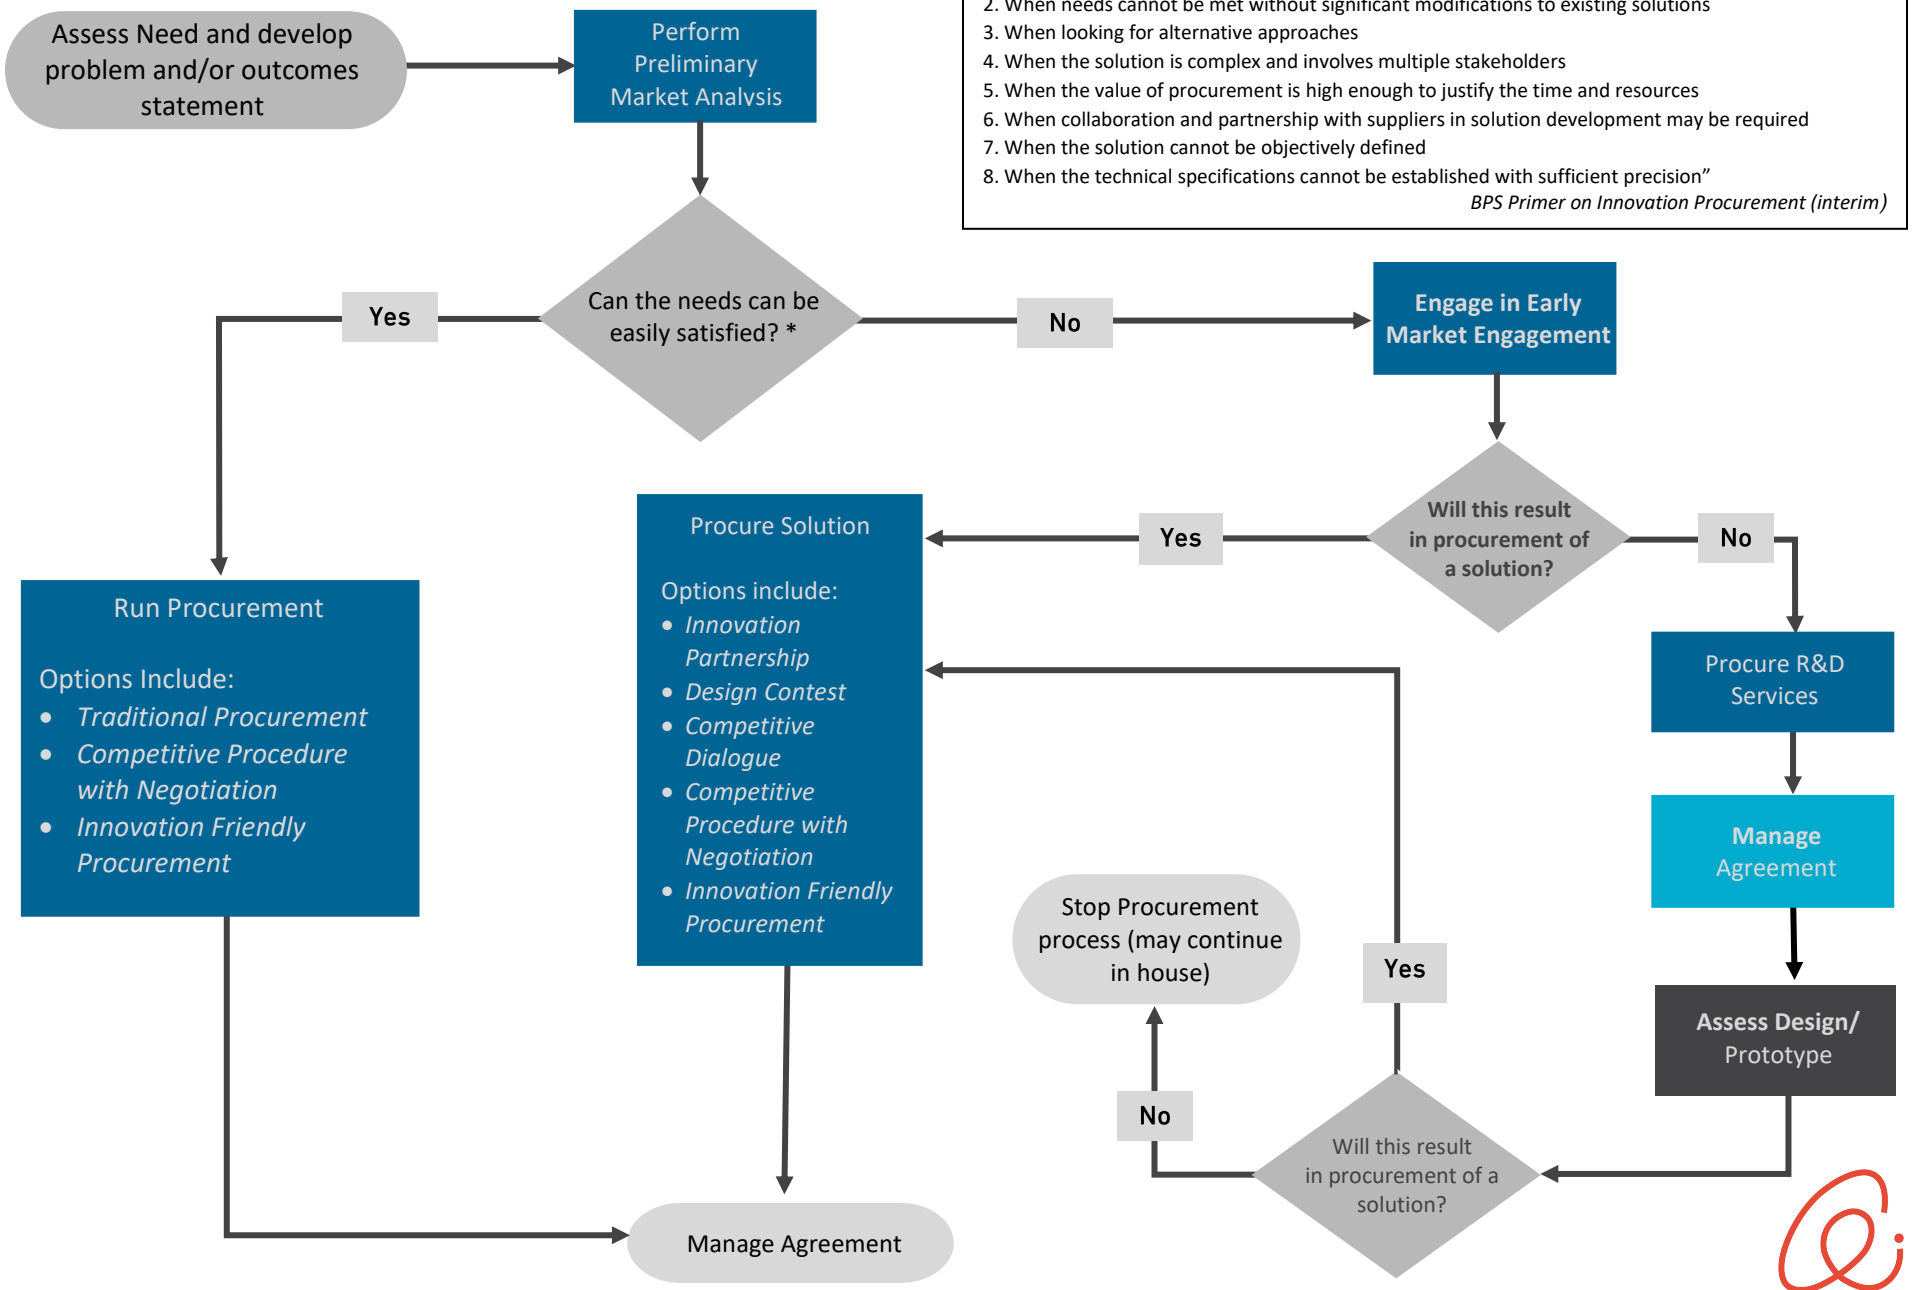 2. When needs cannot be met without significant modifications to existing solutions
3. When looking for alternative approaches
4. When the solution is complex and involves multiple stakeholders
5. When the value of procurement is high enough to justify the time and resources
6. When collaboration and partnership with suppliers in solution development may be required
7. When the solution cannot be objectively defined
8. When the technical specifications cannot be established with sufficient precision”
BPS Primer on Innovation Procurement (interim)
Assess Need and develop
problem and/or outcomes
statement
Perform
Preliminary
Market Analysis
Can the needs can be
easily satisfied? *
Yes
No
Engage in Early
Market Engagement
Will this result
in procurement of
a solution?
Yes
No
Run Procurement
Options Include:
• Traditional Procurement
• Competitive Procedure
with Negotiation
• Innovation Friendly
Procurement
Procure Solution
Options include:
• Innovation
Partnership
• Design Contest
• Competitive
Dialogue
• Competitive
Procedure with
Negotiation
• Innovation Friendly
Procurement
Procure R&D
Services
Manage
Agreement
Assess Design/
Prototype
Will this result
in procurement of a
solution?
Yes
No
Stop Procurement
process (may continue
in house)
Manage Agreement